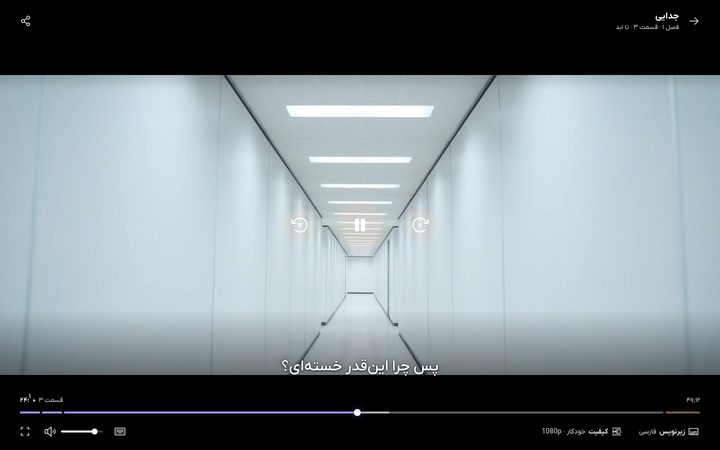 جدایی
فصل ۱ · قسمت ۳ · تا ابد
پس چرا این‌قدر خسته‌ای؟
۴۹:۱۲
قسمت ۳
زیرنویس فارسی
کیفیت خودکار · 1080p
HD